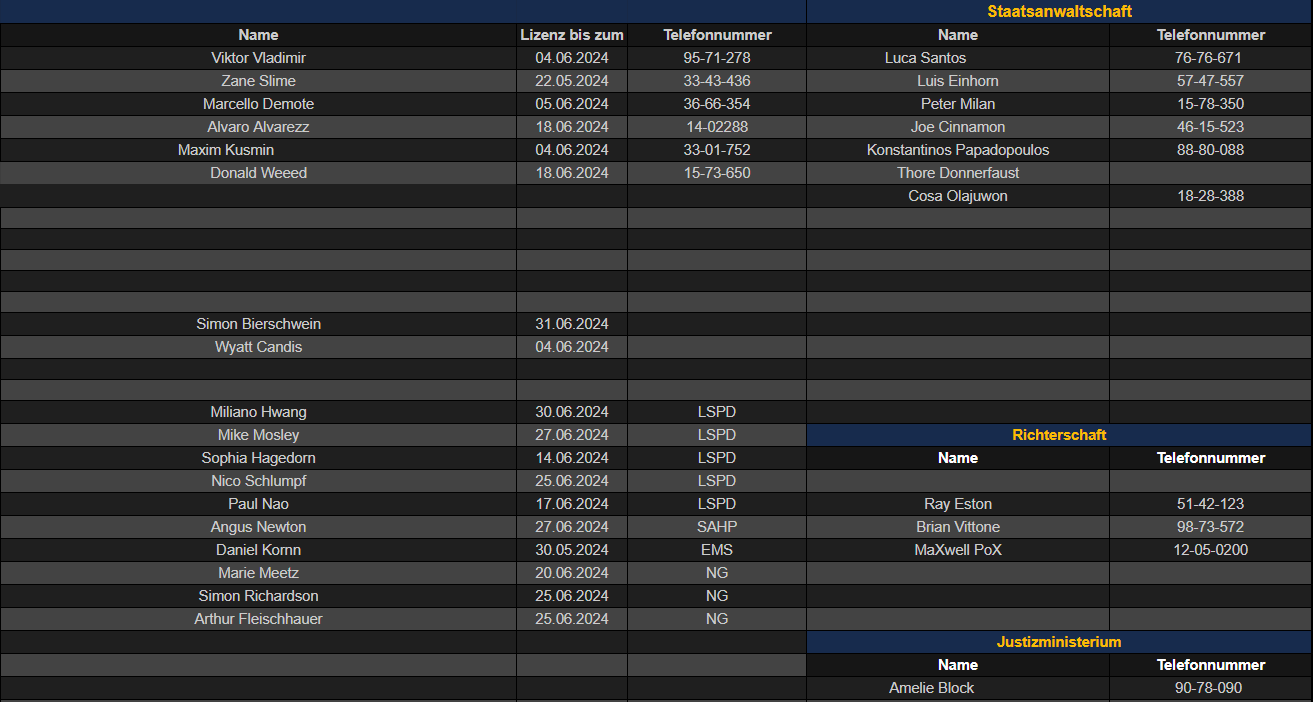 Staatsanwaltschaft
Name Lizenz bis zum Telefonnummer Name Telefonnummer
Viktor Vladimir 04.06.2024 95-71-278 Luca Santos 76-76-671
Zane Slime 22.05.2024 33-43-436 Luis Einhorn 57-47-557
Marcello Demote 05.06.2024 36-66-354 Peter Milan 15-78-350
Alvaro Alvarezz 18.06.2024 14-02288 Joe Cinnamon 46-15-523
Maxim Kusmin 04.06.2024 33-01-752 Konstantinos Papadopoulos 88-80-088
Donald Weeed 18.06.2024 15-73-650 Thore Donnerfaust
Cosa Olajuwon 18-28-388
Simon Bierschwein 31.06.2024
Wyatt Candis 04.06.2024
Miliano Hwang 30.06.2024 LSPD
Mike Mosley 27.06.2024 LSPD Richterschaft
Sophia Hagedorn 14.06.2024 LSPD Name Telefonnummer
Nico Schlumpf 25.06.2024 LSPD
Paul Nao 17.06.2024 LSPD Ray Eston 51-42-123
Angus Newton 27.06.2024 SAHP Brian Vittone 98-73-572
Daniel Kornn 30.05.2024 EMS MaXwell PoX 12-05-0200
Marie Meetz 20.06.2024 NG
Simon Richardson 25.06.2024 NG
Arthur Fleischhauer 25.06.2024 NG
Justizministerium
Name Telefonnummer
Amelie Block 90-78-090